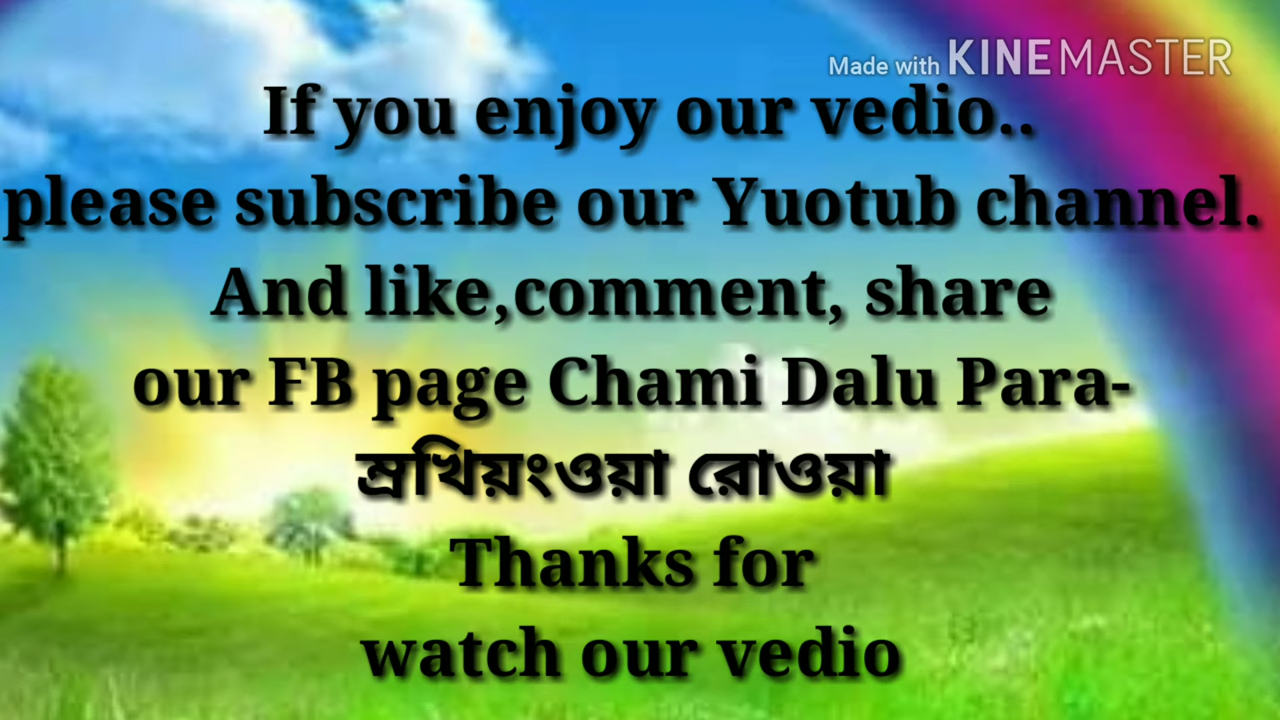 Made with KINEMASTER
If you enjoy our vedio..
please subscribe our Yuotub channel.
And like,comment, share
our FB page Chami Dalu Para-
ম্রখিয়ংওয়া রোওয়া
Thanks for
watch our vedio